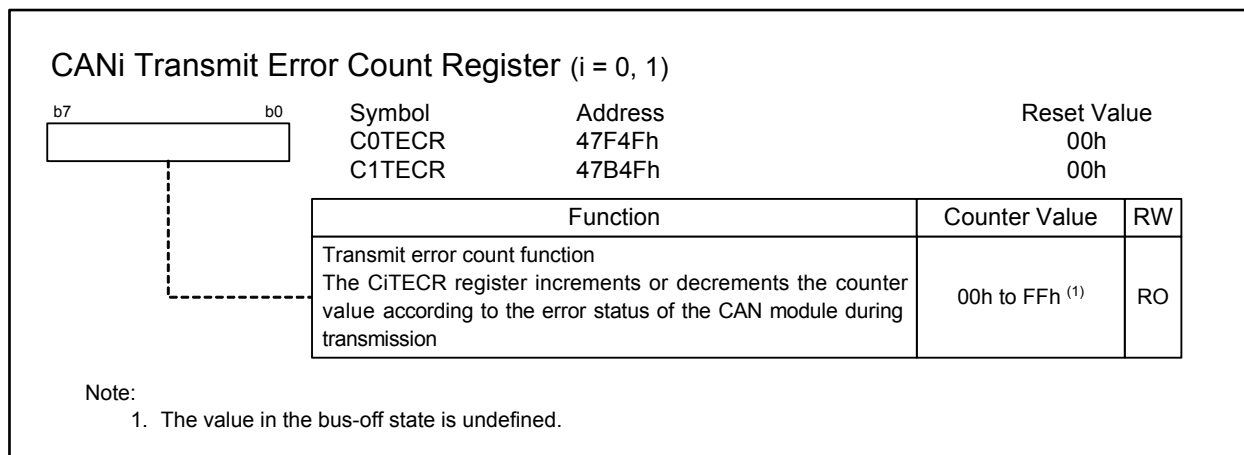 CANi Transmit Error Count Register (i = 0, 1)
b7 b0 Symbol Address Reset Value
C0TECR 47F4Fh 00h
C1TECR 47B4Fh 00h
Function Counter Value RW
Transmit error count function
The CiTECR register increments or decrements the counter
value according to the error status of the CAN module during
transmission
00h to FFh (1) RO
Note:
1. The value in the bus-off state is undefined.